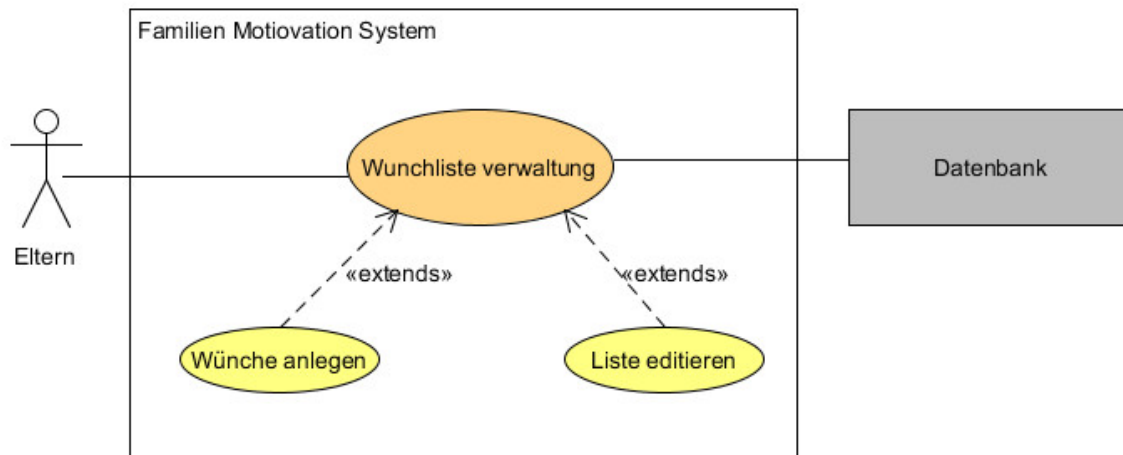 Familien Motiovation System
Wunchliste verwaltung
Datenbank
Eltern
«extends»
«extends»
Wünche anlegen
Liste editieren